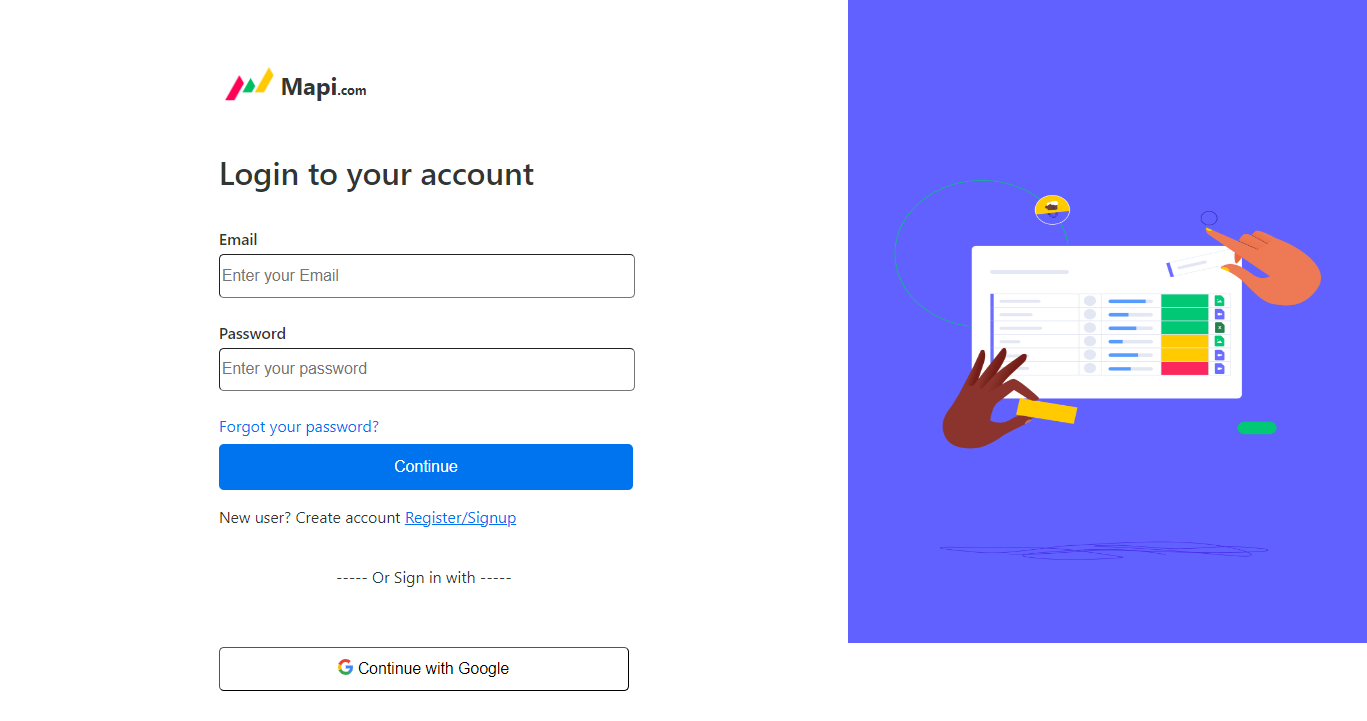 Mapi.com
Login to your account
Email
Enter your Email
Password
Enter your password
Forgot your password?
Continue
New user? Create account Register/Signup
----- Or Sign in with -----
Continue with Google